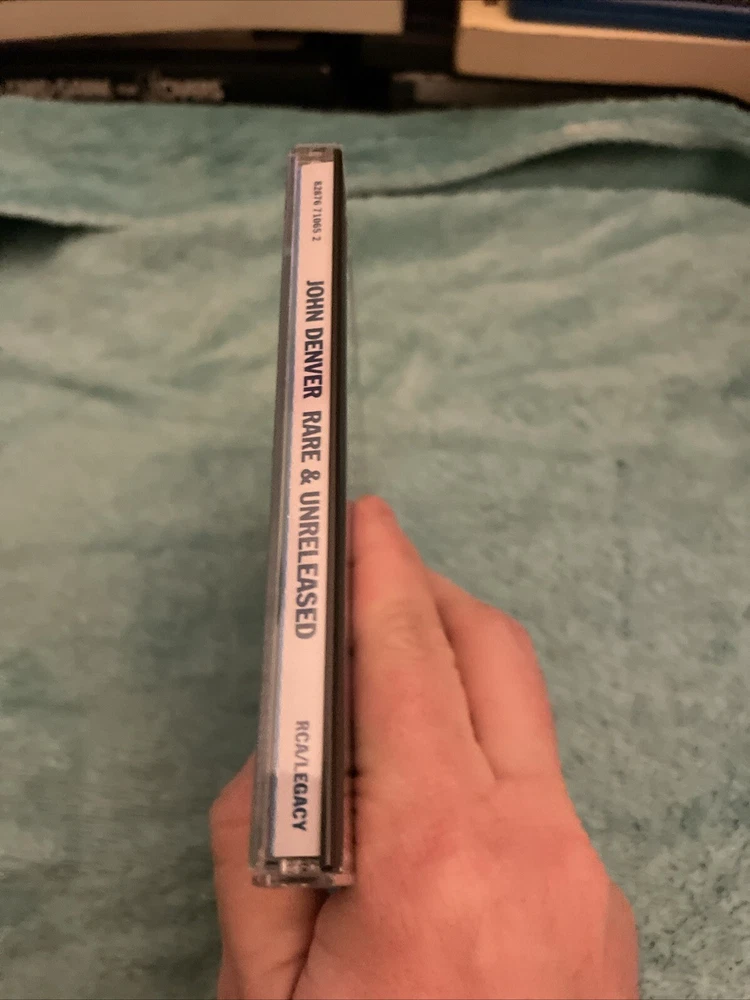 82876 71065 2
JOHN DENVER RARE & UNRELEASED
RCA/LEGACY